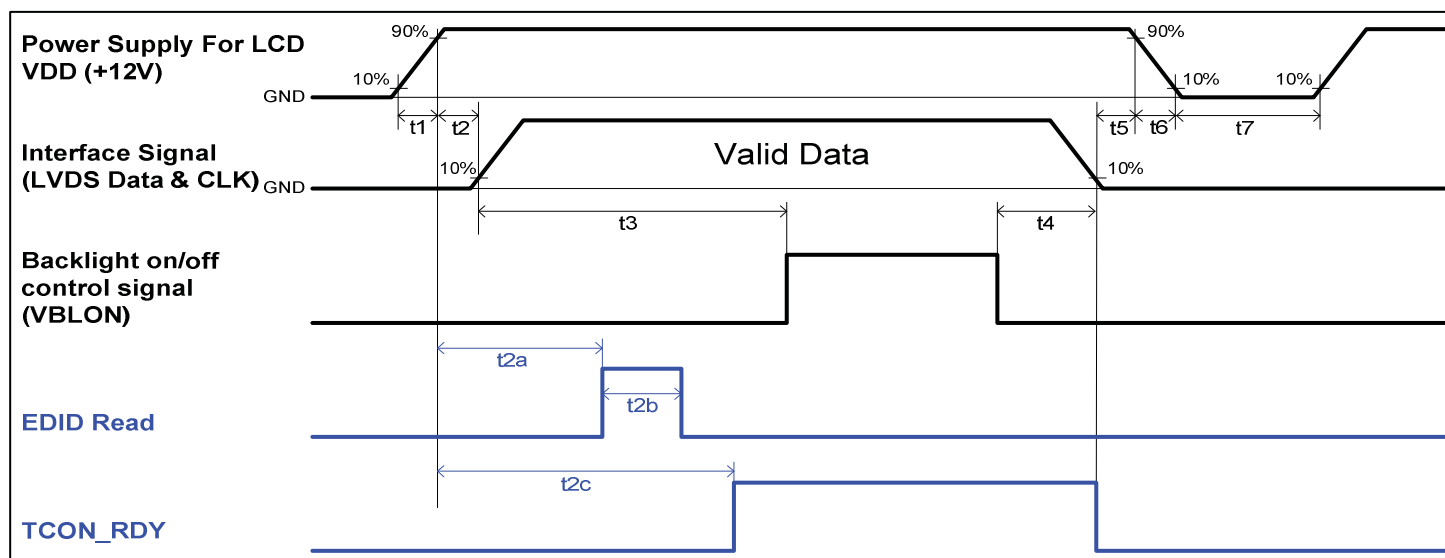 Power Supply For LCD
VDD (+12V)
90%
90%
10%
10%
10%
GND
t1
t2
t5
t6
t7
Interface Signal
(LVDS Data & CLK)
Valid Data
10%
10%
GND
t3
t4
Backlight on/off
control signal
(VBLON)
t2a
t2b
EDID Read
t2c
TCON_RDY